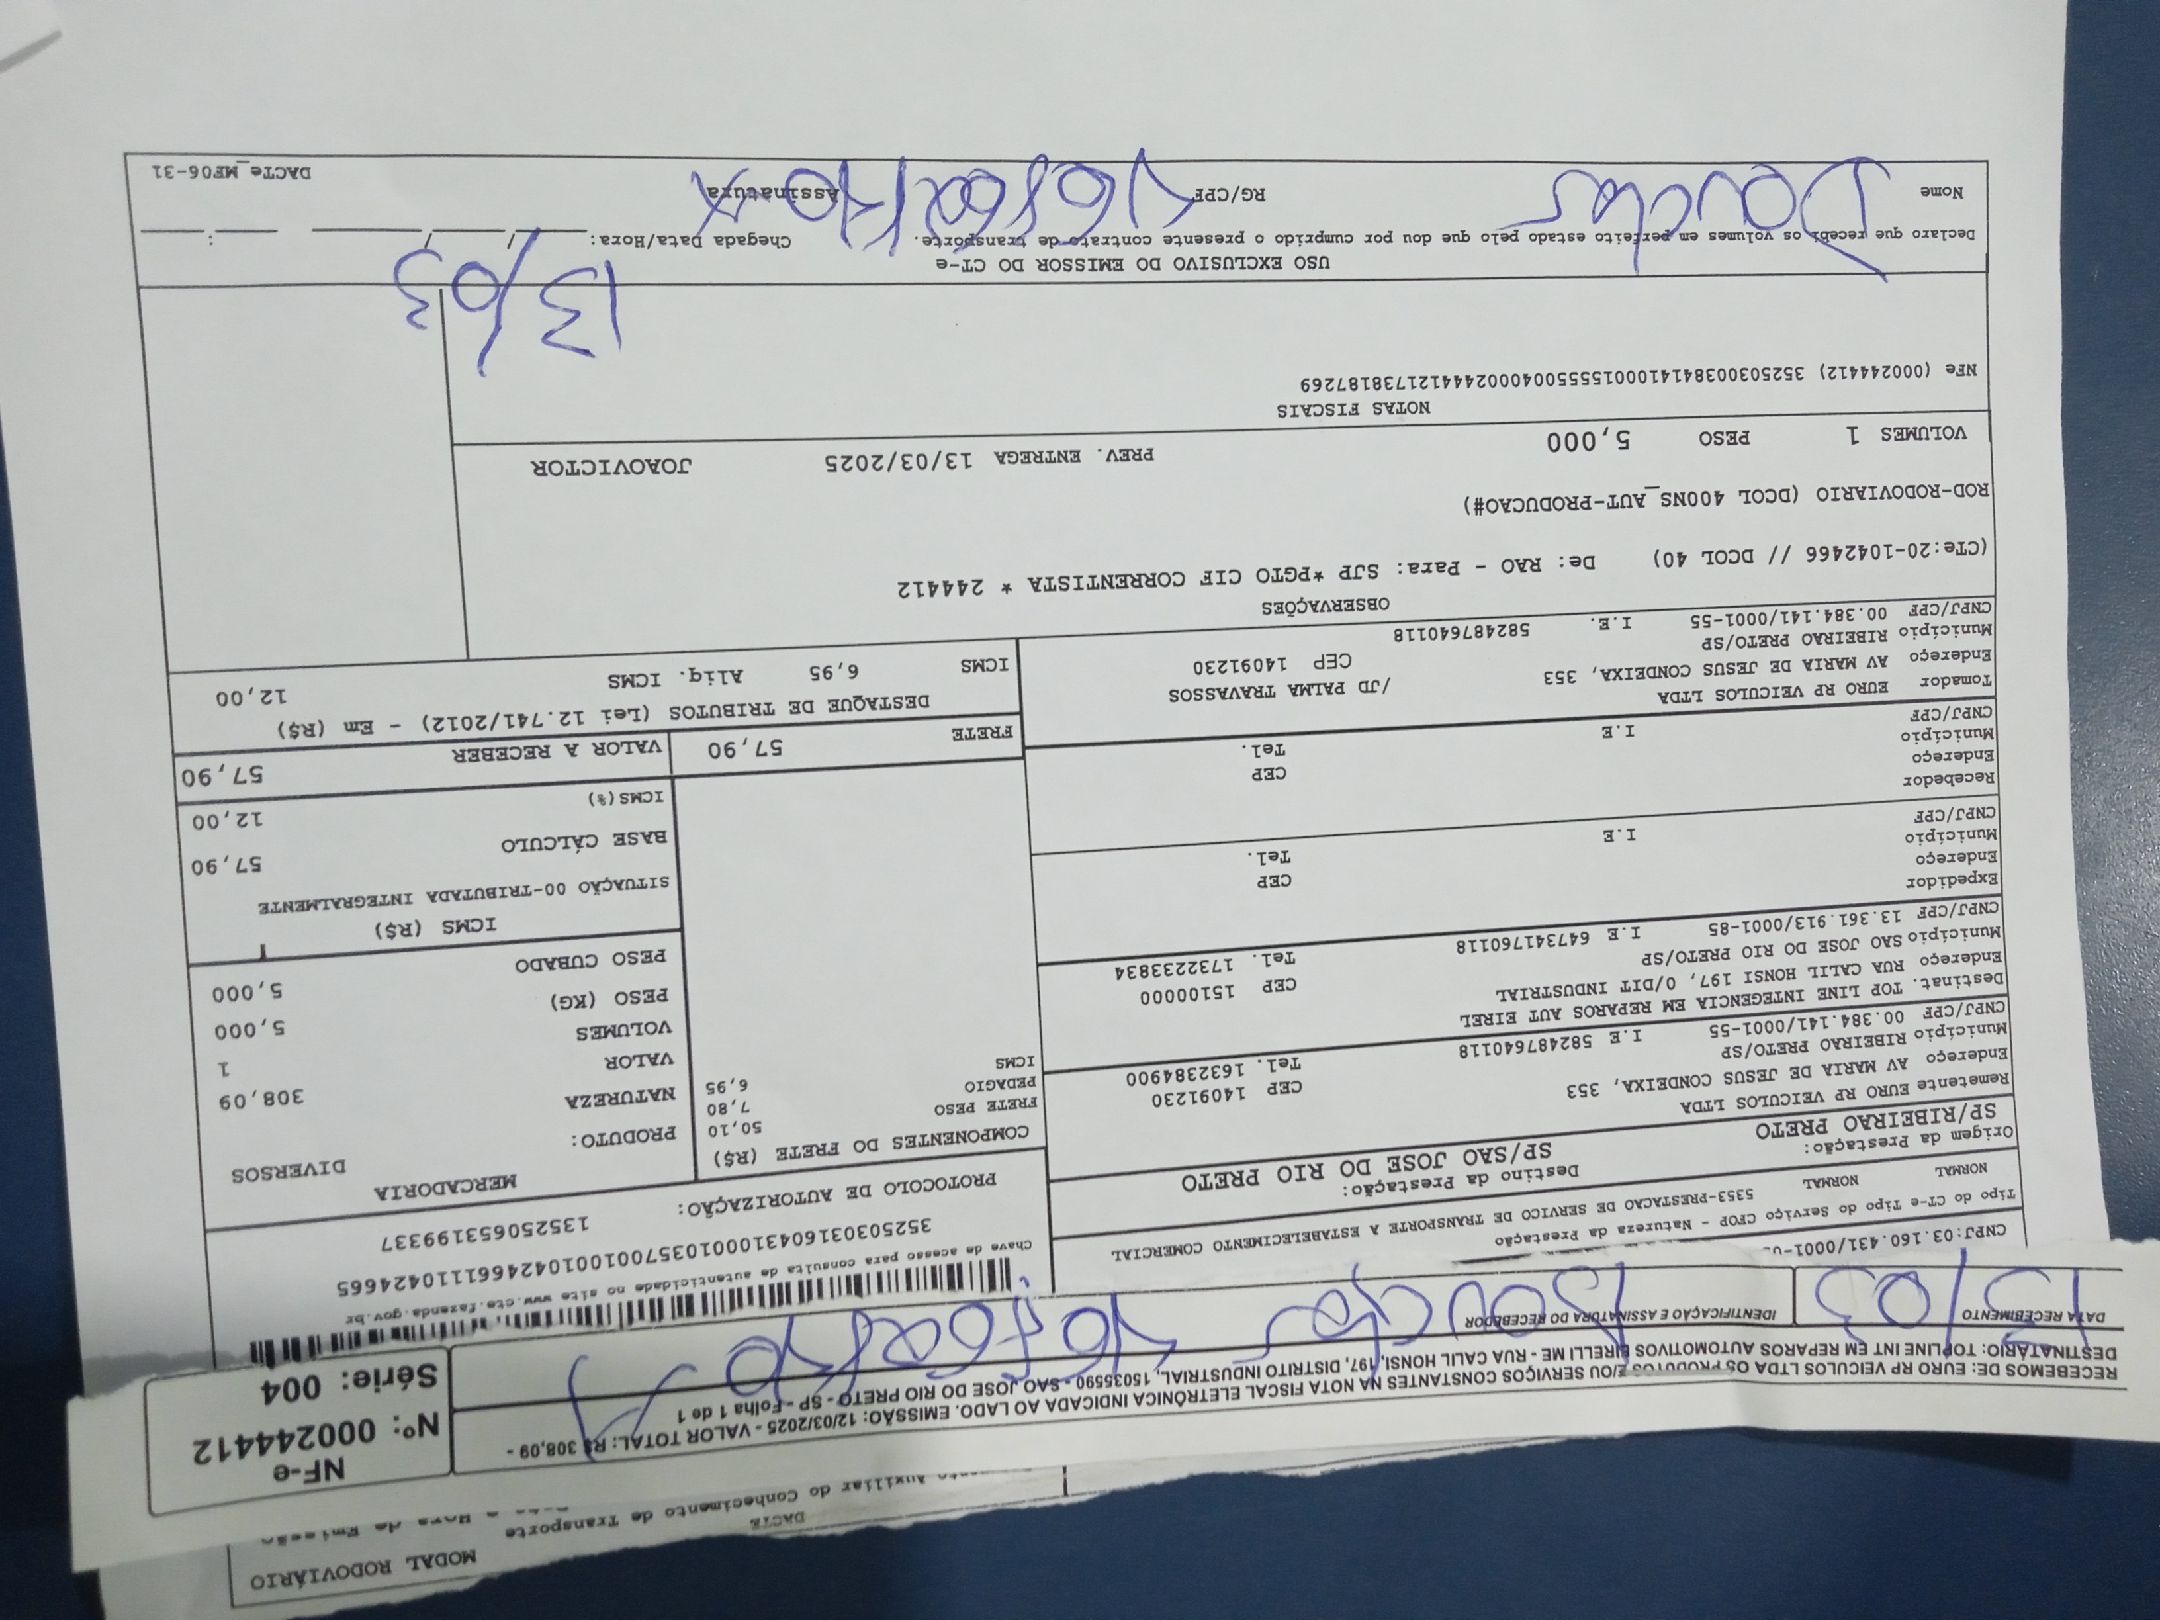 MODAL RODOVIÁRIO
DACTE
Auxiliar do Conhecimento de Transporte
NF-e
Nº: 000244412
Série: 004
RECEBEMOS DE: EURO RP VEICULOS LTDA OS PRODUTOS E/OU SERVIÇOS CONSTANTES NA NOTA FISCAL ELETRÔNICA INDICADA AO LADO. EMISSÃO: 12/03/2025 - VALOR TOTAL: R$ 308,09 -
DESTINATÁRIO: TOPLINE INT EM REPAROS AUTOMOTIVOS EIRELLI ME - RUA CALIL HONSI, 197, DISTRITO INDUSTRIAL, 15035590 - SAO JOSE DO RIO PRETO - SP - Folha 1 de 1
DATA RECEBIMENTO
13/03
IDENTIFICAÇÃO E ASSINATURA DO RECEBEDOR
Douglas
CNPJ:03.160.431/0001-
Chave de acesso para consulta de autenticidade no site www.cte.fazenda.gov.br
35250303160431000103570010010424661110424665
PROTOCOLO DE AUTORIZAÇÃO: 135250653199337
Tipo do CT-e Tipo do Serviço CFOP - Natureza da Prestação
NORMAL NORMAL 5353-PRESTACAO DE SERVICO DE TRANSPORTE A ESTABELECIMENTO COMERCIAL
Origem da Prestação: Destino da Prestação:
SP/RIBEIRAO PRETO SP/SAO JOSE DO RIO PRETO
Remetente EURO RP VEICULOS LTDA
Endereço AV MARIA DE JESUS CONDEIXA, 353 CEP 14091230
Município RIBEIRAO PRETO/SP Tel. 1632384900
CNPJ/CPF 00.384.141/0001-55 I.E 582487640118
Destinat. TOP LINE INTEGENCIA EM REPAROS AUT EIREL
Endereço RUA CALIL HONSI 197, 0/DIT INDUSTRIAL CEP 15100000
Município SAO JOSE DO RIO PRETO/SP Tel. 1732233834
CNPJ/CPF 13.361.913/0001-85 I.E 647341760118
Expedidor
Endereço CEP
Município Tel.
CNPJ/CPF I.E
Recebedor
Endereço CEP
Município Tel.
CNPJ/CPF I.E
Tomador EURO RP VEICULOS LTDA
Endereço AV MARIA DE JESUS CONDEIXA, 353 /JD PALMA TRAVASSOS
Município RIBEIRAO PRETO/SP CEP 14091230
CNPJ/CPF 00.384.141/0001-55 I.E. 582487640118
COMPONENTES DO FRETE (R$)
FRETE PESO 50,10
PEDAGIO 7,80
ICMS 6,95
MERCADORIA
PRODUTO: DIVERSOS
NATUREZA
VALOR 308,09
VOLUMES 1
PESO (KG) 5,000
PESO CUBADO 5,000
ICMS (R$)
SITUAÇÃO 00-TRIBUTADA INTEGRALMENTE
BASE CÁLCULO 57,90
ICMS(%) 12,00
FRETE 57,90 VALOR A RECEBER 57,90
DESTAQUE DE TRIBUTOS (Lei 12.741/2012) - Em (R$)
ICMS 6,95 Aliq. ICMS 12,00
OBSERVAÇÕES
(CTe:20-1042466 // DCOL 40) De: RAO - Para: SJP *PGTO CIF CORRENTISTA * 244412
ROD-RODOVIARIO (DCOL 400NS_AUT-PRODUCAO#)
VOLUMES 1 PESO 5,000 PREV. ENTREGA 13/03/2025 JOAOVICTOR
NOTAS FISCAIS
NFe (000244412) 35250300384141000155550040002444121738187269
USO EXCLUSIVO DO EMISSOR DO CT-e
13/03
Declaro que recebi os volumes em perfeito estado pelo que dou por cumprido o presente contrato de transporte. Chegada Data/Hora: __/__/__ __:__
Nome Douglas RG/CPF Assinatura
DACTe_MF06-31